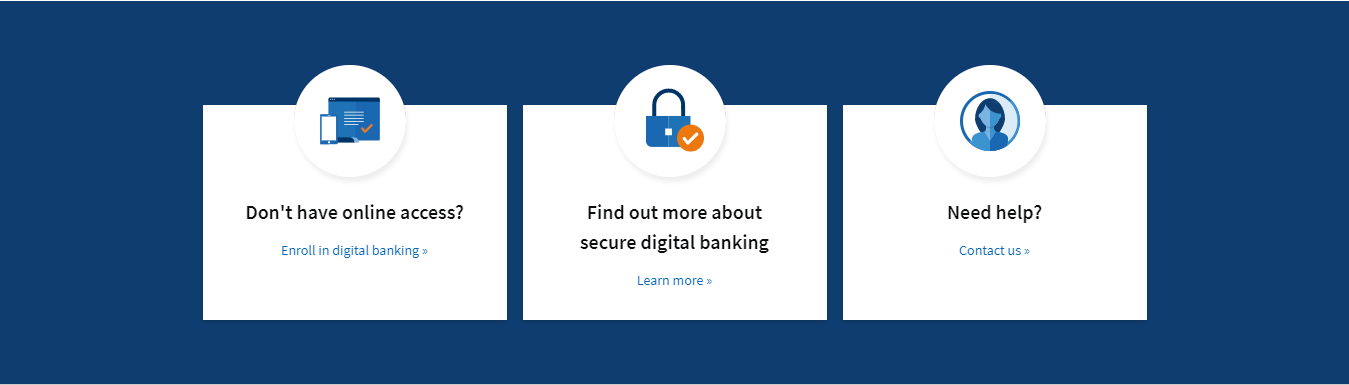 Don't have online access?
Enroll in digital banking »
Find out more about
secure digital banking
Learn more »
Need help?
Contact us »